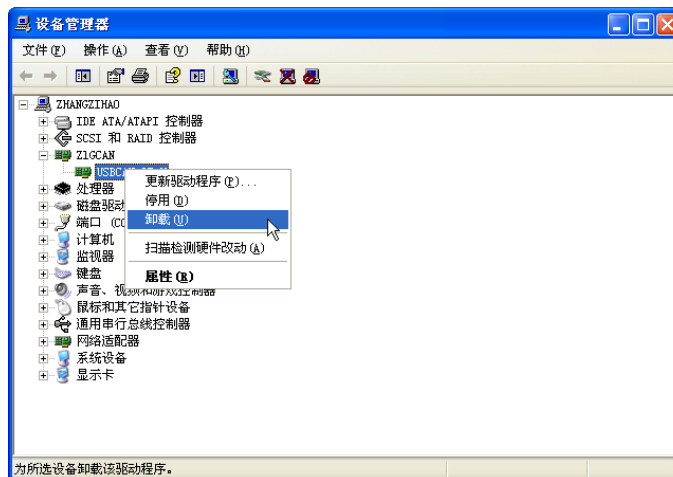 设备管理器
文件(F) 操作(A) 查看(V) 帮助(H)
ZHANGZIHAO
IDE ATA/ATAPI 控制器
SCSI 和 RAID 控制器
ZlGCAN
更新驱动程序(P)...
处理器
停用(D)
磁盘驱动
卸载(U)
端口 (CO
计算机
扫描检测硬件改动(A)
监视器
键盘
属性(R)
声音、视频和游戏控制器
鼠标和其它指针设备
通用串行总线控制器
网络适配器
系统设备
显示卡
为所选设备卸载该驱动程序。